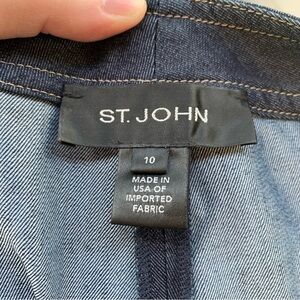 ST. JOHN
10
MADE IN
USA OF
IMPORTED
FABRIC